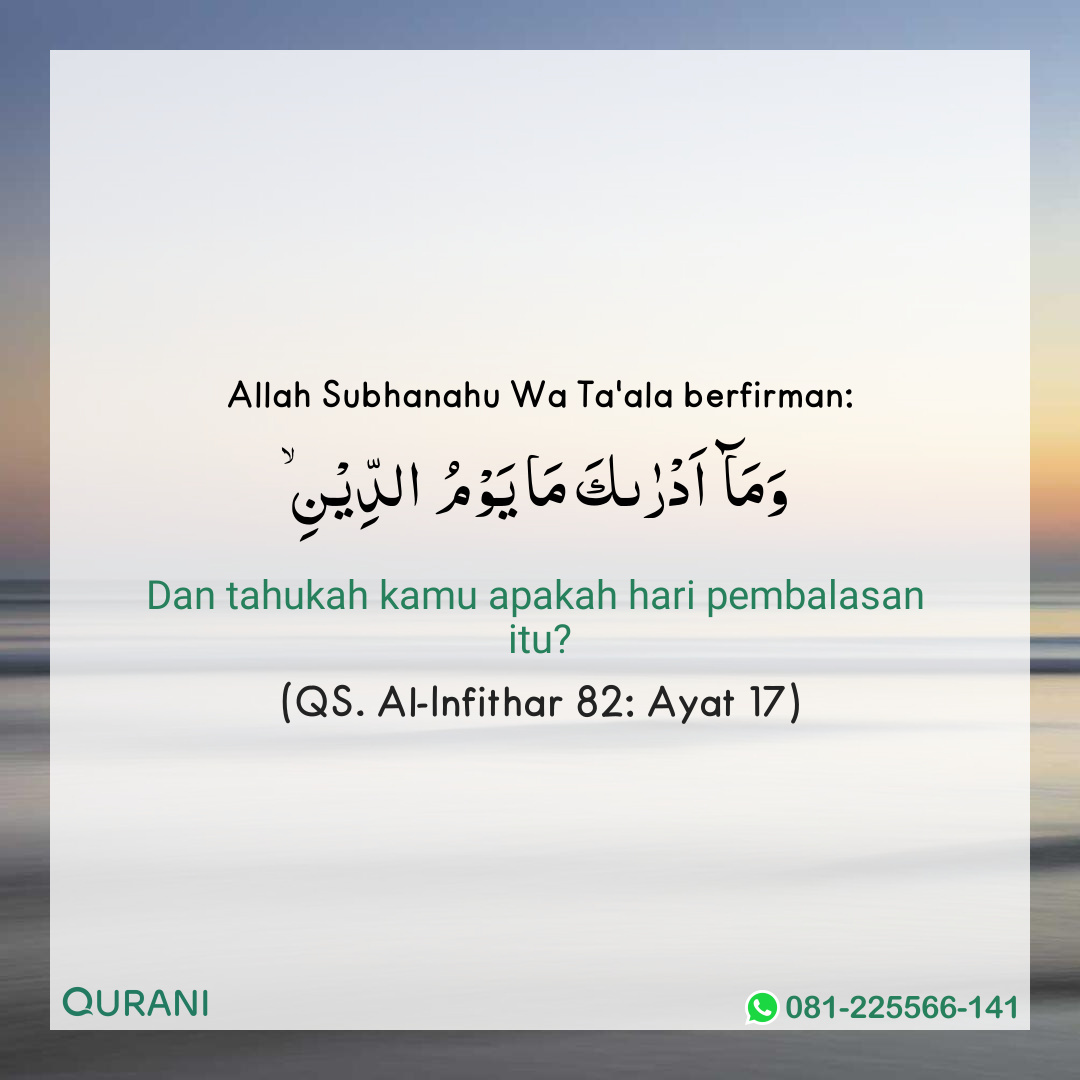 Allah Subhanahu Wa Ta'ala berfirman:
وَمَاۤ اَدْرٰٮكَ مَا يَوْمُ الدِّيْنِ ۙ
Dan tahukah kamu apakah hari pembalasan
itu?
(QS. Al-Infithar 82: Ayat 17)
QURANI
081-225566-141